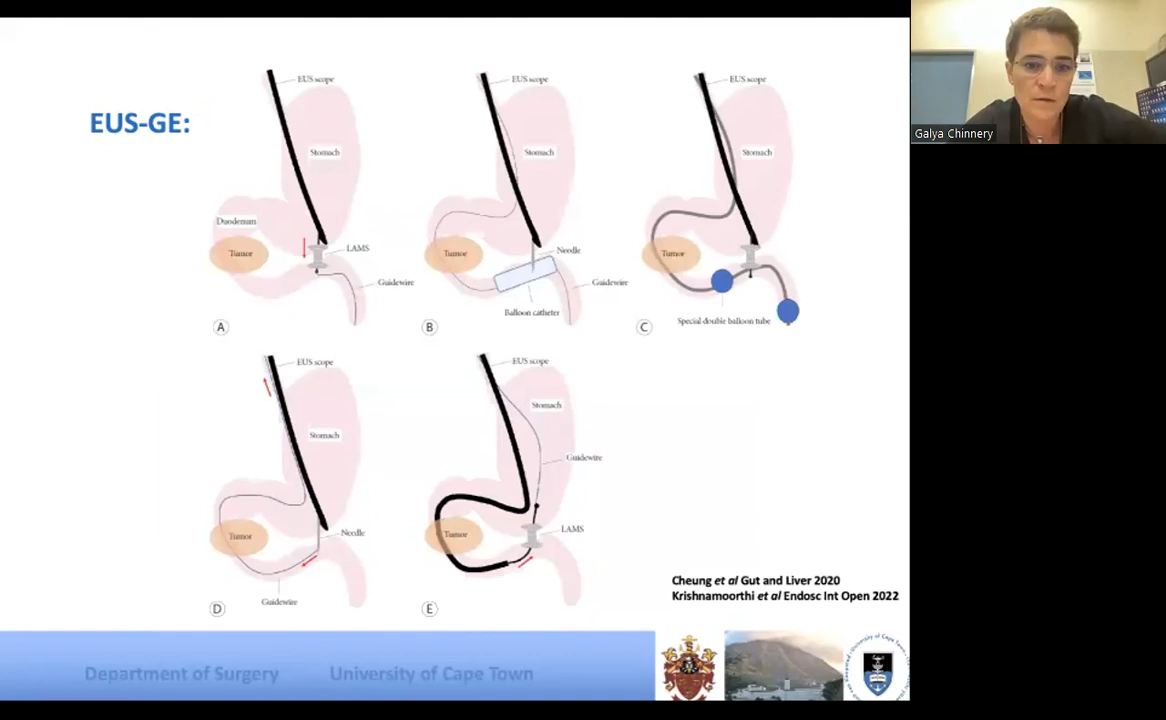 EUS-GE:
EUS scope
Stomach
Duodenum
Tumor
LAMS
Guidewire
A
EUS scope
Stomach
Tumor
Needle
Guidewire
Balloon catheter
B
EUS scope
Stomach
Tumor
Special double balloon tube
C
EUS scope
Stomach
Tumor
Needle
Guidewire
D
EUS scope
Stomach
Guidewire
LAMS
Tumor
E
Cheung et al Gut and Liver 2020
Krishnamoorthi et al Endosc Int Open 2022
Department of Surgery University of Cape Town
Galya Chinnery